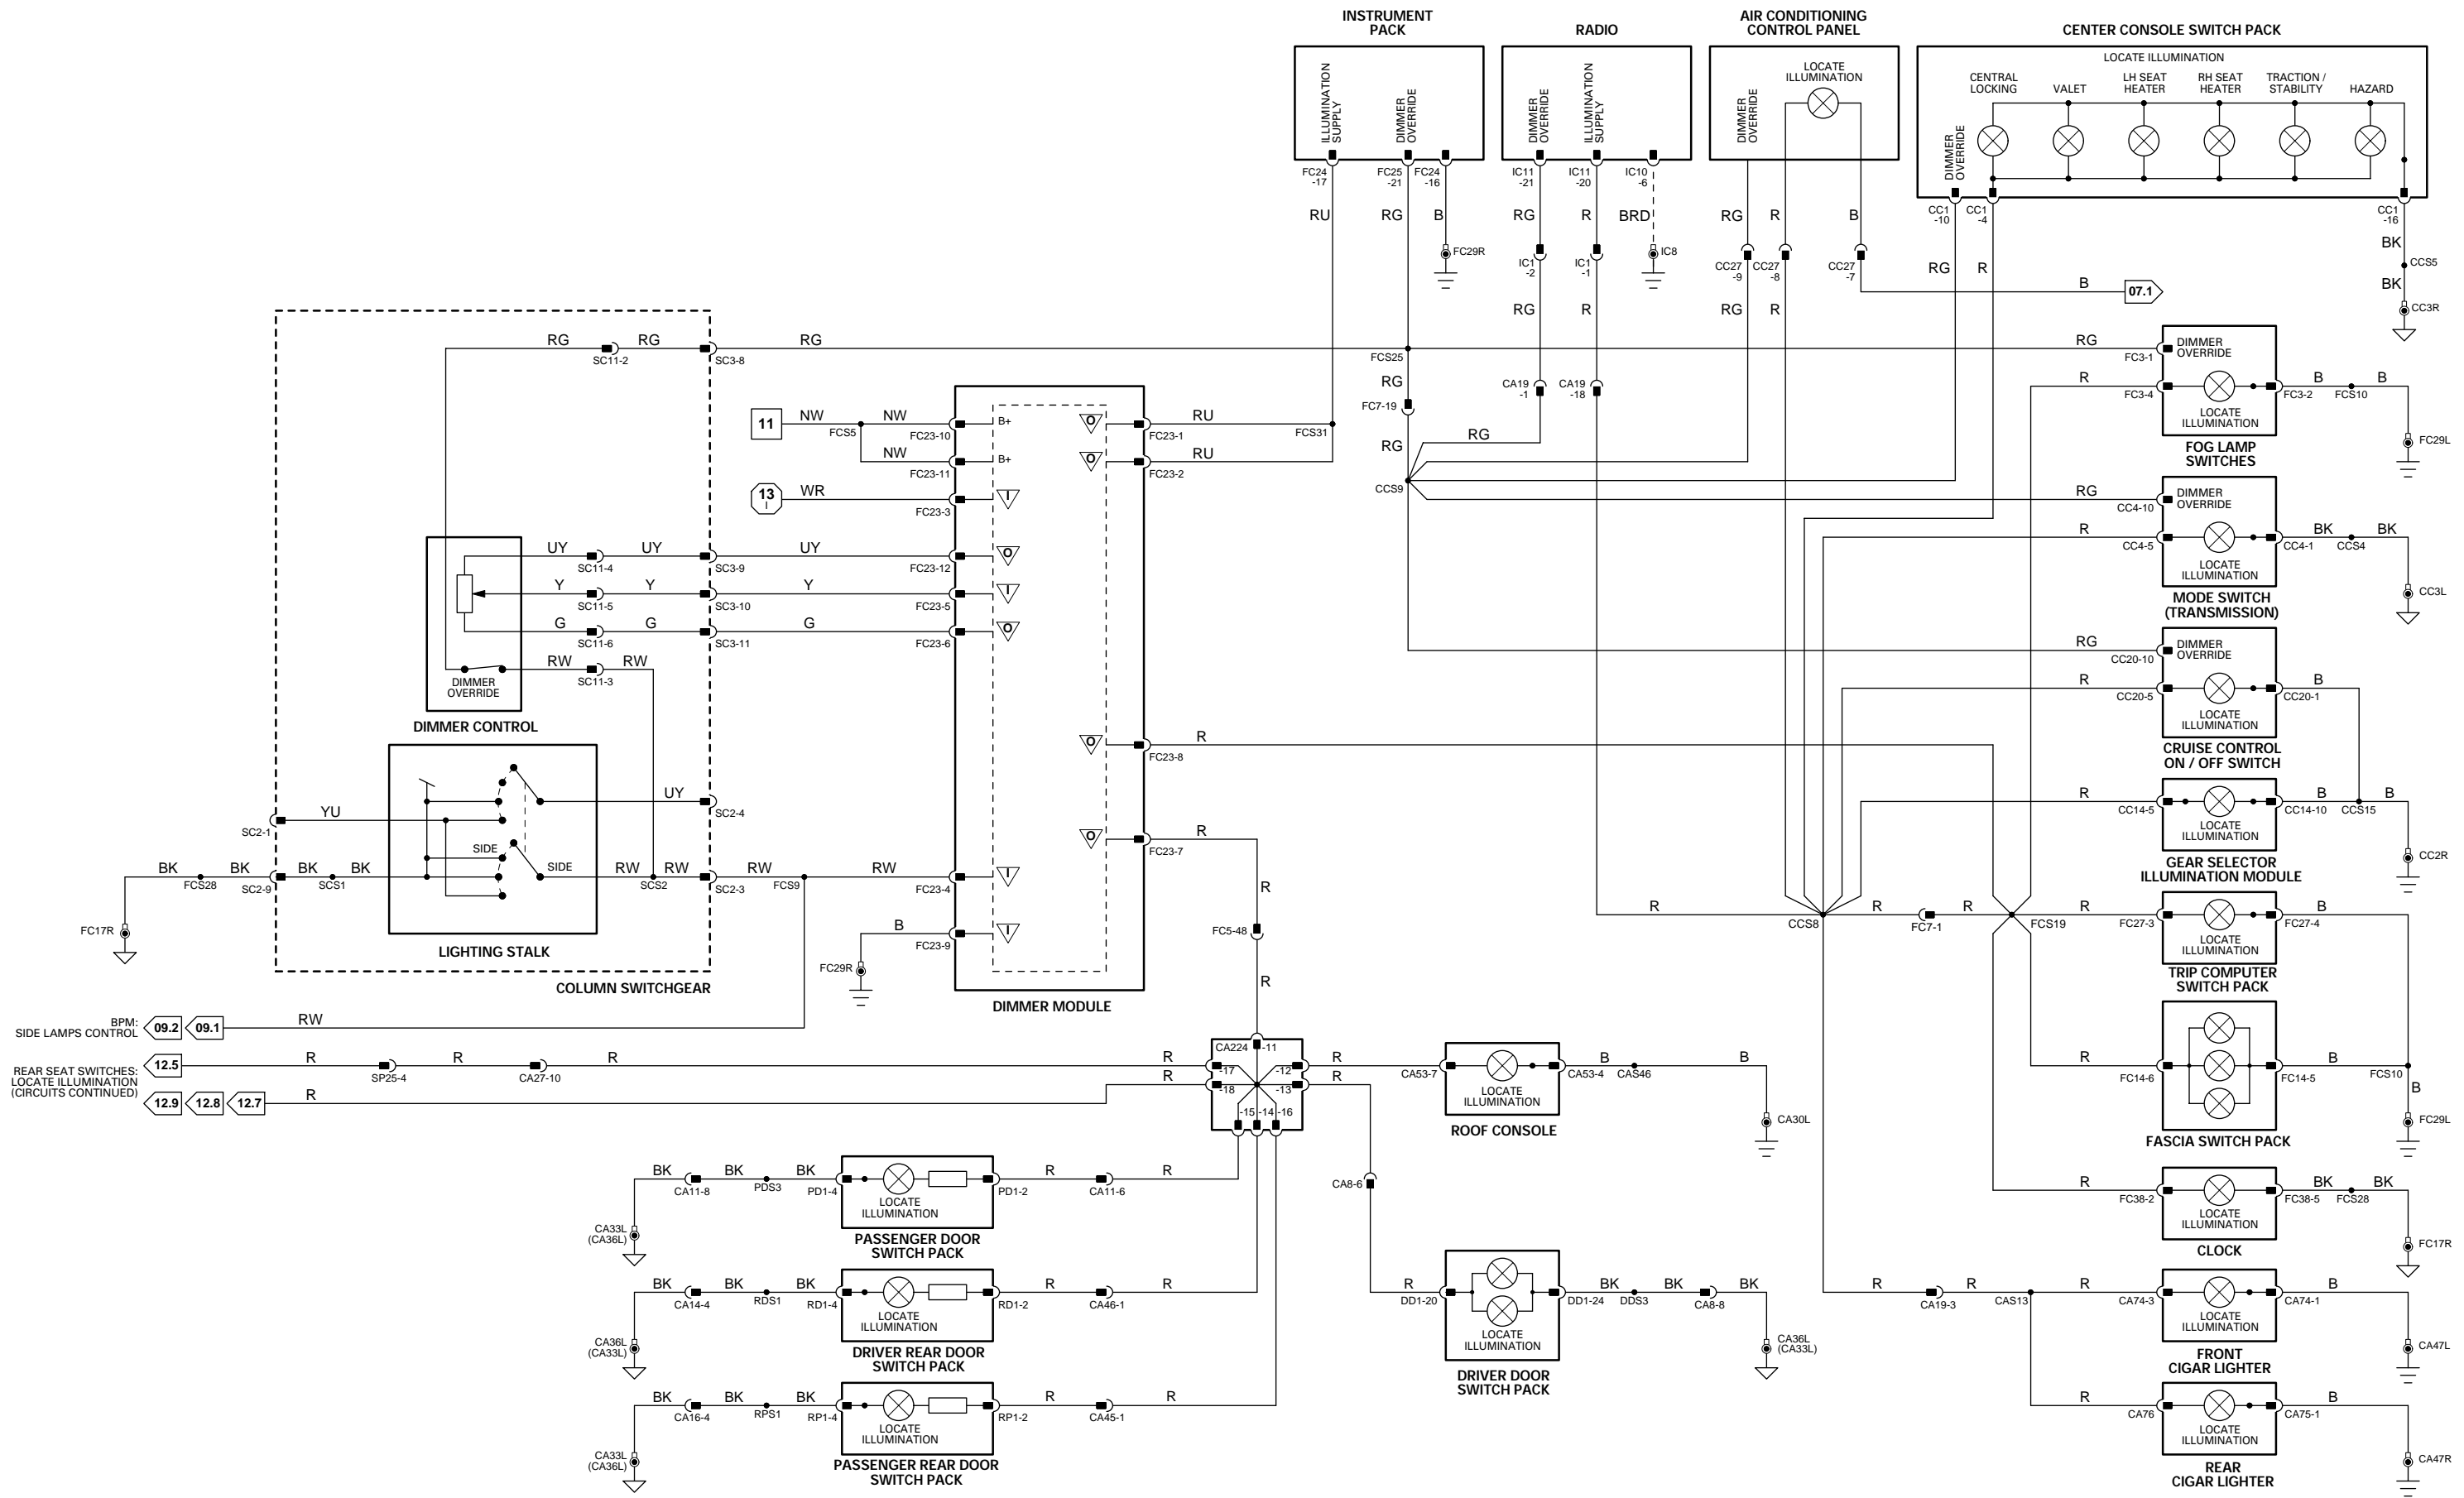 INSTRUMENT
PACK
RADIO
AIR CONDITIONING
CONTROL PANEL
CENTER CONSOLE SWITCH PACK
ILLUMINATION
SUPPLY
DIMMER
OVERRIDE
DIMMER
OVERRIDE
ILLUMINATION
SUPPLY
DIMMER
OVERRIDE
LOCATE
ILLUMINATION
LOCATE ILLUMINATION
CENTRAL
LOCKING
VALET
LH SEAT
HEATER
RH SEAT
HEATER
TRACTION /
STABILITY
HAZARD
DIMMER
OVERRIDE
FC24
-17
FC25
-21
FC24
-16
IC11
-21
IC11
-20
IC10
-6
CC1
-10
CC1
-4
CC1
-16
RU
RG
B
RG
R
BRD
RG
R
B
RG
R
BK
CCS5
BK
CC3R
FC29R
IC1
-2
IC1
-1
IC8
CC27
-9
CC27
-8
CC27
-7
B
07.1
RG
R
RG
R
RG
SC11-2
RG
SC3-8
RG
FCS25
RG
FC3-1
DIMMER
OVERRIDE
R
FC3-4
LOCATE
ILLUMINATION
FC3-2
B
FCS10
B
FC29L
FOG LAMP
SWITCHES
RG
FC7-19
RG
CCS9
CA19
-1
CA19
-18
RG
11
NW
FCS5
NW
FC23-10
B+
NW
FC23-11
B+
13
I
WR
FC23-3
I
O
FC23-1
RU
FCS31
O
FC23-2
RU
RG
CC4-10
DIMMER
OVERRIDE
R
CC4-5
LOCATE
ILLUMINATION
CC4-1
BK
CCS4
BK
CC3L
MODE SWITCH
(TRANSMISSION)
UY
SC11-4
UY
SC3-9
UY
FC23-12
O
Y
SC11-5
Y
SC3-10
Y
FC23-5
I
G
SC11-6
G
SC3-11
G
FC23-6
O
RW
SC11-3
RW
DIMMER
OVERRIDE
DIMMER CONTROL
RG
CC20-10
DIMMER
OVERRIDE
R
CC20-5
LOCATE
ILLUMINATION
CC20-1
B
CRUISE CONTROL
ON / OFF SWITCH
O
FC23-8
R
O
FC23-7
R
R
CC14-5
LOCATE
ILLUMINATION
CC14-10
B
CCS15
B
CC2R
GEAR SELECTOR
ILLUMINATION MODULE
YU
SC2-1
UY
SC2-4
SIDE
SIDE
BK
FCS28
BK
SC2-9
BK
SCS1
BK
FC17R
RW
SCS2
RW
SC2-3
RW
FCS9
RW
FC23-4
I
B
FC23-9
I
FC29R
LIGHTING STALK
COLUMN SWITCHGEAR
DIMMER MODULE
R
FC5-48
R
R
CCS8
R
FC7-1
R
FCS19
R
FC27-3
LOCATE
ILLUMINATION
FC27-4
B
TRIP COMPUTER
SWITCH PACK
BPM:
SIDE LAMPS CONTROL
09.2
09.1
RW
REAR SEAT SWITCHES:
LOCATE ILLUMINATION
(CIRCUITS CONTINUED)
12.5
R
SP25-4
R
CA27-10
R
R
12.9
12.8
12.7
R
R
CA224
-11
-17
-12
-18
-13
-15
-14
-16
R
CA53-7
LOCATE
ILLUMINATION
CA53-4
B
CAS46
B
CA30L
ROOF CONSOLE
R
CA8-6
R
FC14-6
FC14-5
B
FCS10
B
FC29L
FASCIA SWITCH PACK
BK
CA11-8
BK
PDS3
BK
PD1-4
LOCATE
ILLUMINATION
PD1-2
R
CA11-6
R
CA33L
(CA36L)
PASSENGER DOOR
SWITCH PACK
R
FC38-2
LOCATE
ILLUMINATION
FC38-5
BK
FCS28
BK
FC17R
CLOCK
BK
CA14-4
BK
RDS1
BK
RD1-4
LOCATE
ILLUMINATION
RD1-2
R
CA46-1
R
CA36L
(CA33L)
DRIVER REAR DOOR
SWITCH PACK
R
DD1-20
LOCATE
ILLUMINATION
DD1-24
BK
DDS3
BK
CA8-8
BK
CA36L
(CA33L)
DRIVER DOOR
SWITCH PACK
R
CA19-3
R
CAS13
R
CA74-3
LOCATE
ILLUMINATION
CA74-1
B
CA47L
FRONT
CIGAR LIGHTER
BK
CA16-4
BK
RPS1
BK
RP1-4
LOCATE
ILLUMINATION
RP1-2
R
CA45-1
R
CA33L
(CA36L)
PASSENGER REAR DOOR
SWITCH PACK
R
CA76
LOCATE
ILLUMINATION
CA75-1
B
CA47R
REAR
CIGAR LIGHTER